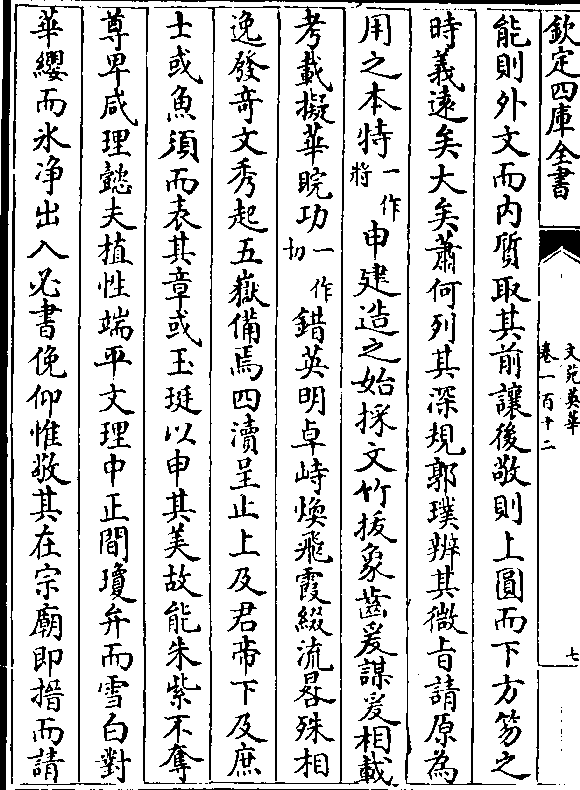 欽定四庫全書
文苑英華
卷一百十二
七
能則外文而内質取其前讓後敬則上圓而下方笏之
時義遠矣大矣蕭何列其深規郭璞辨其微㫖請原為
用之本特一作將申建造之始採文竹拔象齒爰謀爰相載
考載擬華睆功一作切錯英明卓峙煥飛霞綴流晷殊相
逸發竒文秀起五嶽備焉四瀆呈止上及君帝下及庶
士或魚須而表其章或玉珽以申其美故能朱紫不奪
尊卑咸理懿夫植性端平文理中正間瓊弁而雪白對
華纓而氷净出入必書俛仰惟敬其在宗廟即搢而請